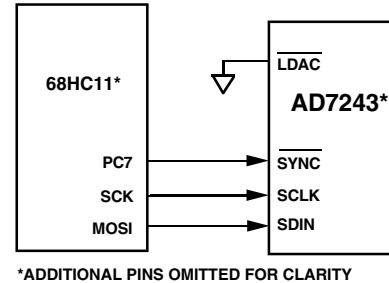 68HC11*
PC7
SCK
MOSI
LDAC
AD7243*
SYNC
SCLK
SDIN
*ADDITIONAL PINS OMITTED FOR CLARITY